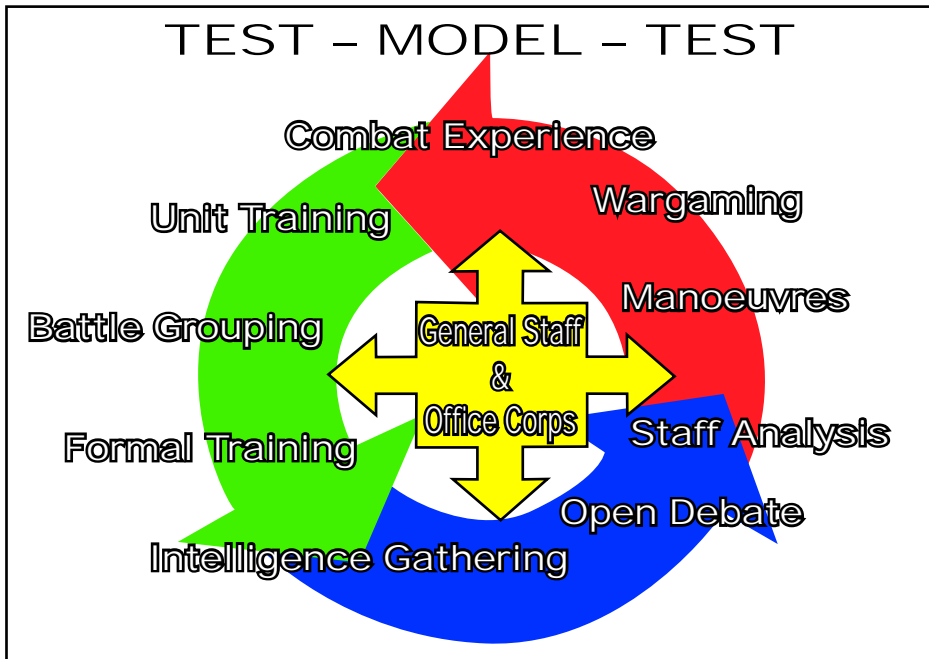 TEST – MODEL – TEST
Combat Experience
Wargaming
Unit Training
Manoeuvres
Battle Grouping
General Staff
&
Office Corps
Staff Analysis
Formal Training
Open Debate
Intelligence Gathering